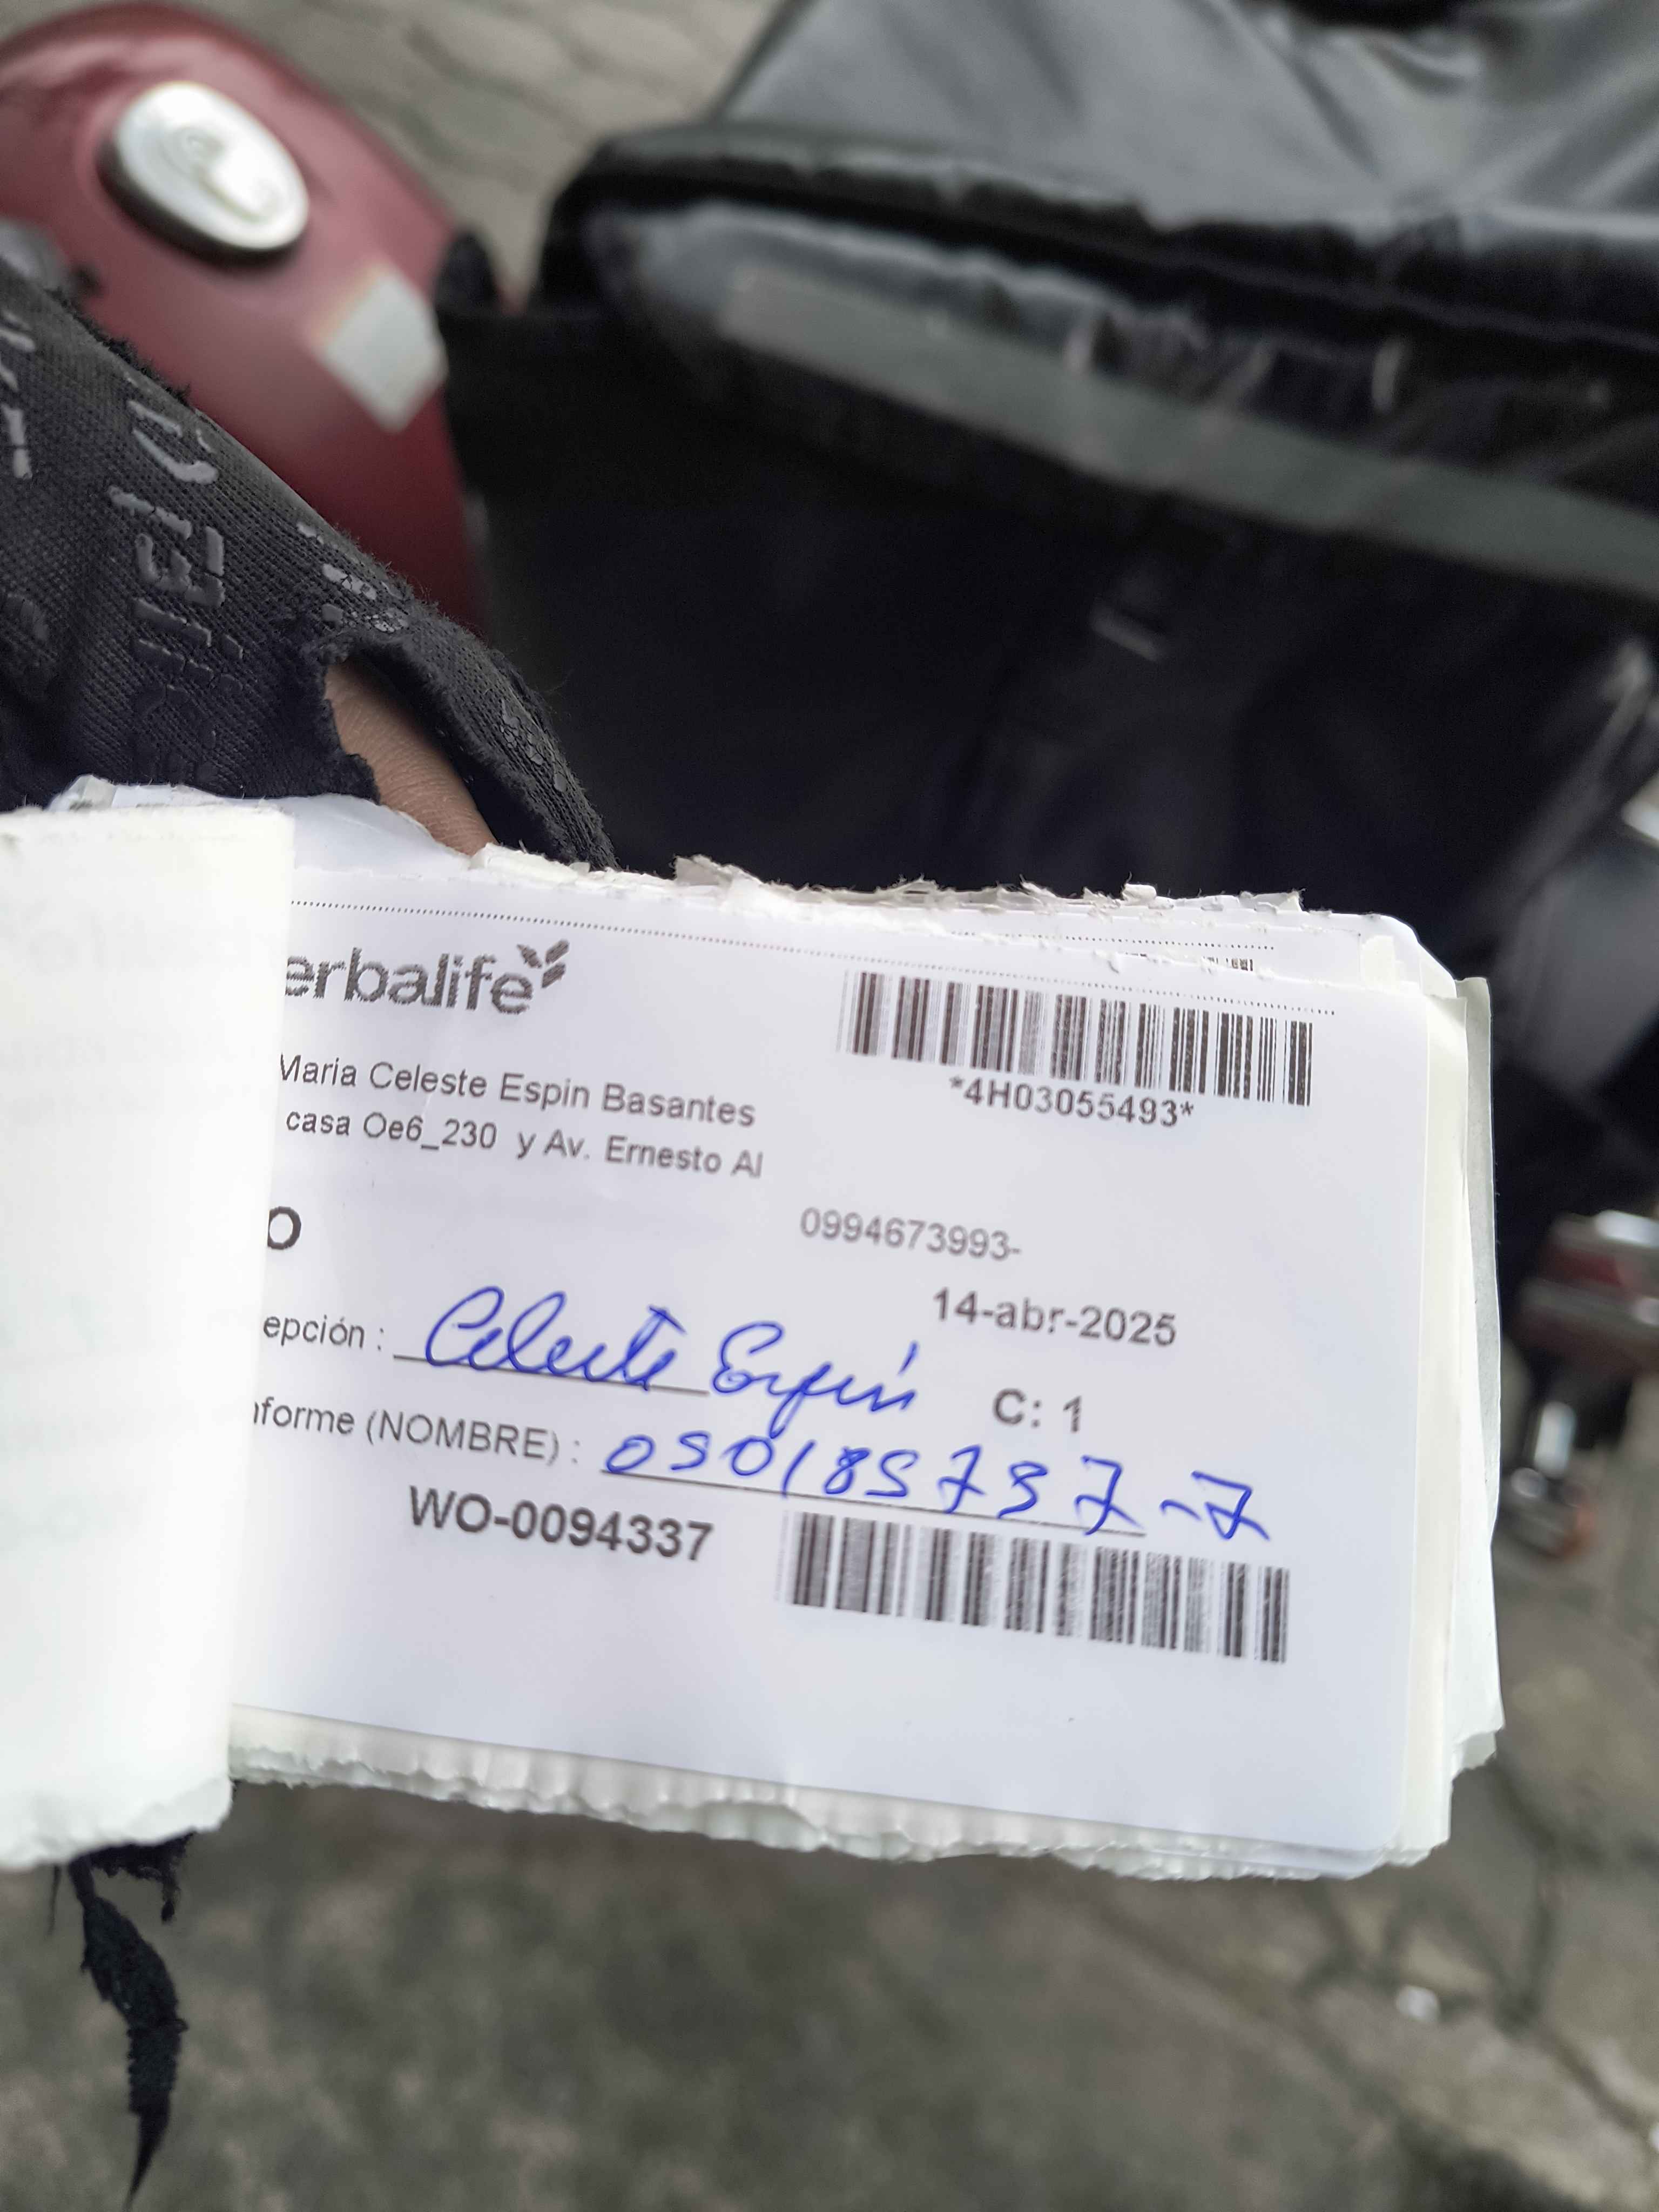 erbalife
*4H03055493*
Maria Celeste Espin Basantes
casa Oe6_230 y Av. Ernesto Al
O
0994673993-
14-abr-2025
epción : Celeste Espín
C: 1
nforme (NOMBRE) : 050185737-7
WO-0094337